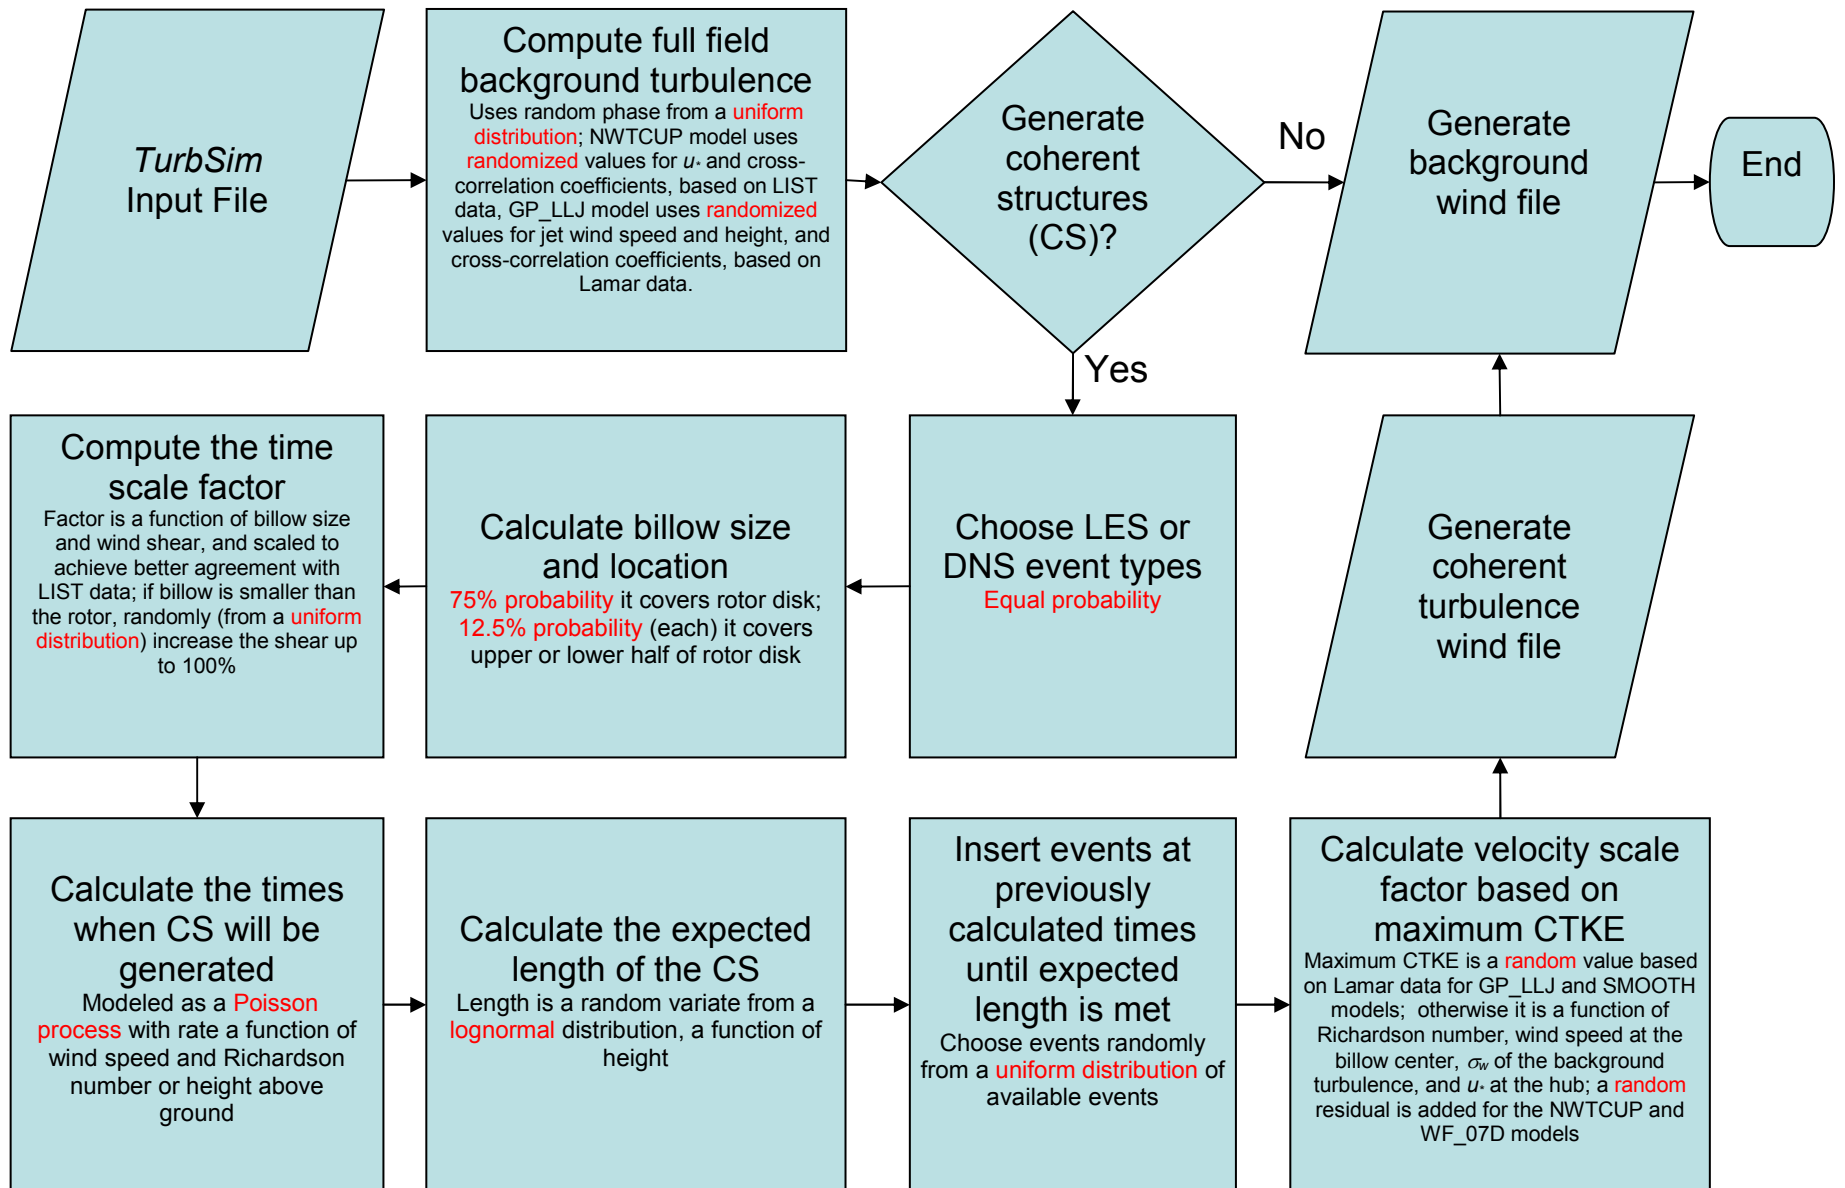 TurbSim
Input File
Compute full field
background turbulence
Uses random phase from a uniform
distribution; NWTCUP model uses
randomized values for u* and cross-
correlation coefficients, based on LIST
data, GP_LLJ model uses randomized
values for jet wind speed and height, and
cross-correlation coefficients, based on
Lamar data.
Generate
coherent
structures
(CS)?
No
Generate
background
wind file
End
Yes
Compute the time
scale factor
Factor is a function of billow size
and wind shear, and scaled to
achieve better agreement with
LIST data; if billow is smaller than
the rotor, randomly (from a uniform
distribution) increase the shear up
to 100%
Calculate billow size
and location
75% probability it covers rotor disk;
12.5% probability (each) it covers
upper or lower half of rotor disk
Choose LES or
DNS event types
Equal probability
Generate
coherent
turbulence
wind file
Calculate the times
when CS will be
generated
Modeled as a Poisson
process with rate a function of
wind speed and Richardson
number or height above
ground
Calculate the expected
length of the CS
Length is a random variate from a
lognormal distribution, a function of
height
Insert events at
previously
calculated times
until expected
length is met
Choose events randomly
from a uniform distribution of
available events
Calculate velocity scale
factor based on
maximum CTKE
Maximum CTKE is a random value based
on Lamar data for GP_LLJ and SMOOTH
models;  otherwise it is a function of
Richardson number, wind speed at the
billow center, σw of the background
turbulence, and u* at the hub; a random
residual is added for the NWTCUP and
WF_07D models